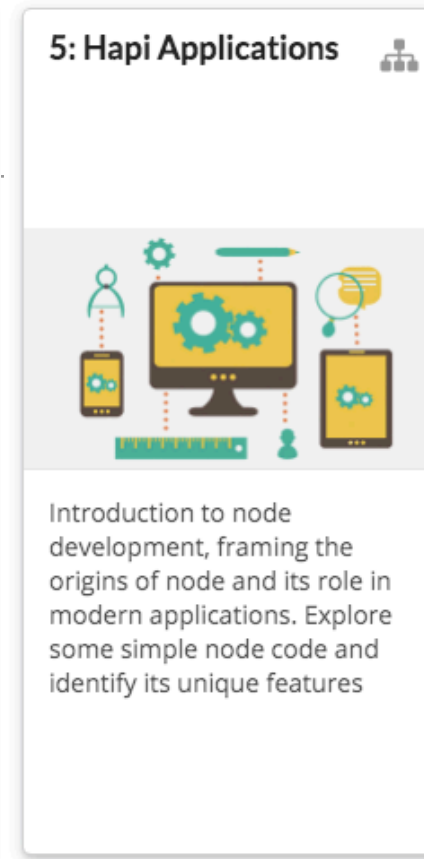 5: Hapi Applications
Introduction to node
development, framing the
origins of node and its role in
modern applications. Explore
some simple node code and
identify its unique features